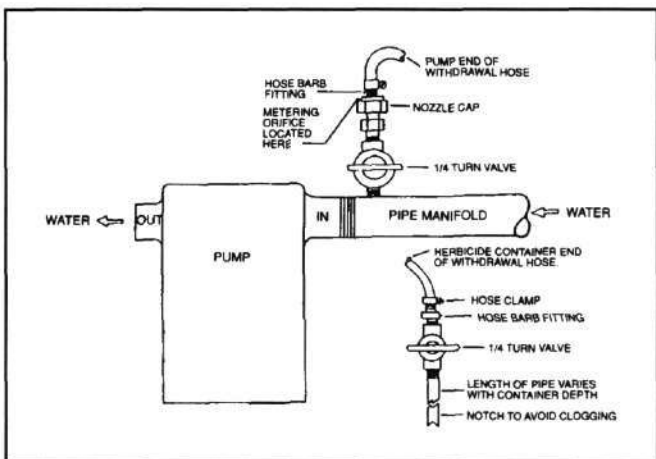 PUMP END OF
WITHDRAWAL HOSE
HOSE BARB
FITTING
METERING
ORIFICE
LOCATED
HERE
NOZZLE CAP
1/4 TURN VALVE
WATER
OUT
IN
PIPE MANIFOLD
WATER
PUMP
HERBICIDE CONTAINER END
OF WITHDRAWAL HOSE.
HOSE CLAMP
HOSE BARB FITTING
1/4 TURN VALVE
LENGTH OF PIPE VARIES
WITH CONTAINER DEPTH
NOTCH TO AVOID CLOGGING